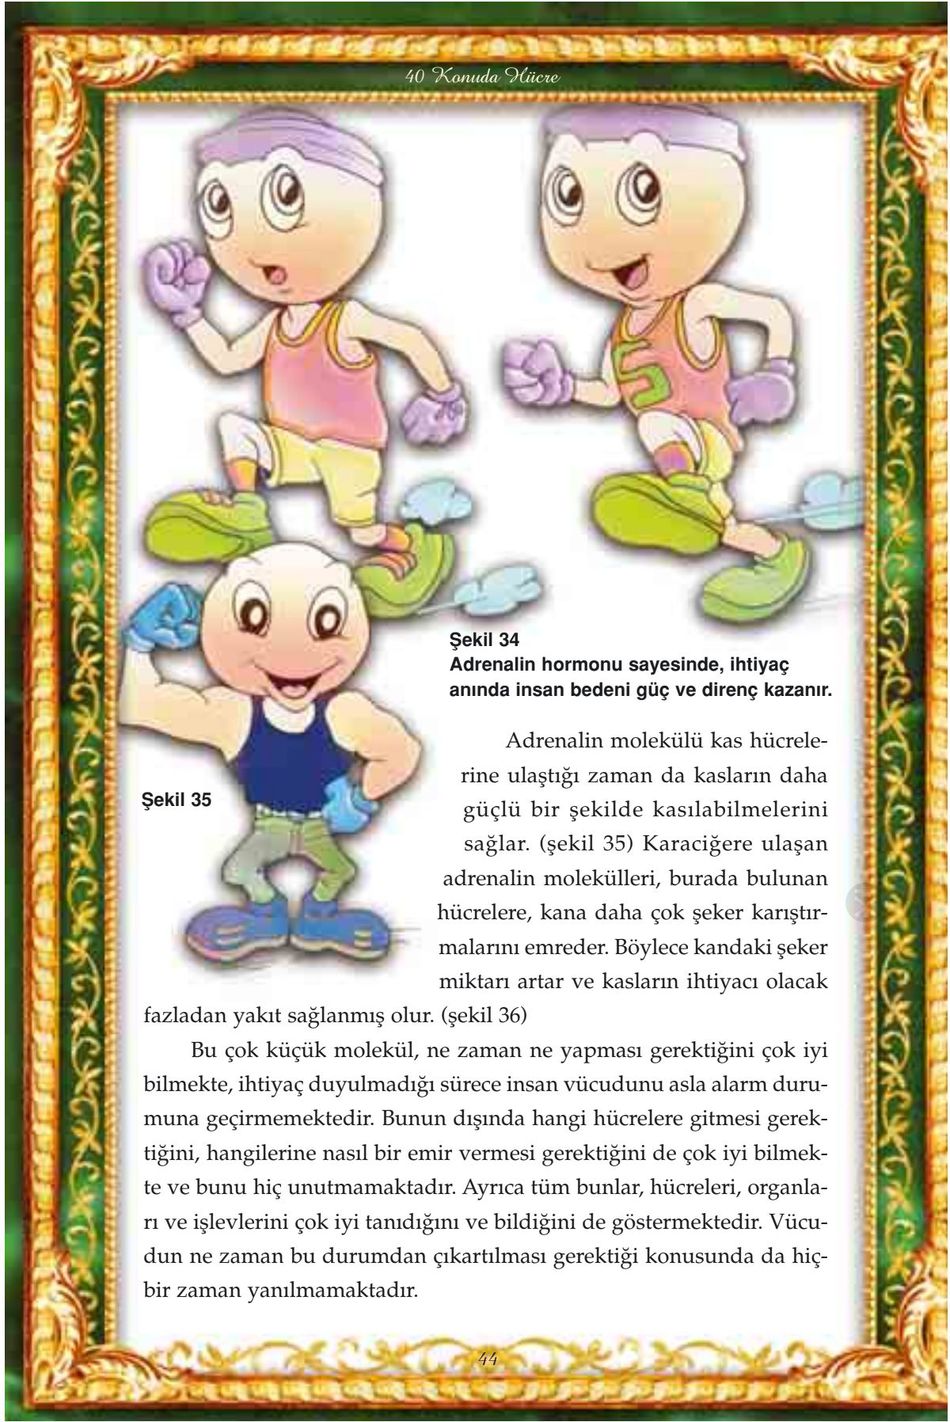 40 Konuda Hücre
S
Şekil 34
Adrenalin hormonu sayesinde, ihtiyaç
anında insan bedeni güç ve direnç kazanır.
Şekil 35
Adrenalin molekülü kas hücrele-
rine ulaştığı zaman da kasların daha
güçlü bir şekilde kasılabilmelerini
sağlar. (şekil 35) Karaciğere ulaşan
adrenalin molekülleri, burada bulunan
hücrelere, kana daha çok şeker karıştır-
malarını emreder. Böylece kandaki şeker
miktarı artar ve kasların ihtiyacı olacak
fazladan yakıt sağlanmış olur. (şekil 36)
Bu çok küçük molekül, ne zaman ne yapması gerektiğini çok iyi
bilmekte, ihtiyaç duyulmadığı sürece insan vücudunu asla alarm duru-
muna geçirmemektedir. Bunun dışında hangi hücrelere gitmesi gerek-
tiğini, hangilerine nasıl bir emir vermesi gerektiğini de çok iyi bilmek-
te ve bunu hiç unutmamaktadır. Ayrıca tüm bunlar, hücreleri, organla-
rı ve işlevlerini çok iyi tanıdığını ve bildiğini de göstermektedir. Vücu-
dun ne zaman bu durumdan çıkartılması gerektiği konusunda da hiç-
bir zaman yanılmamaktadır.
44